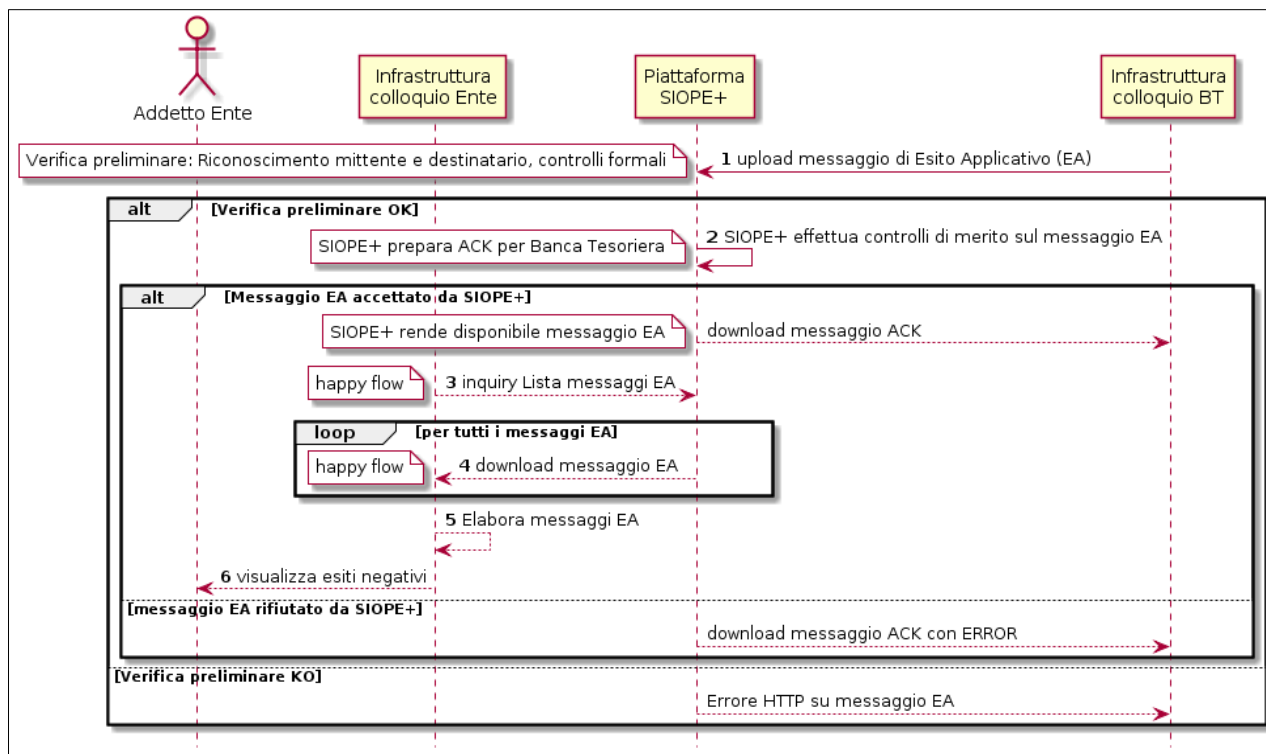 Addetto Ente
Infrastruttura
colloquio Ente
Piattaforma
SIOPE+
Infrastruttura
colloquio BT
Verifica preliminare: Riconoscimento mittente e destinatario, controlli formali
1 upload messaggio di Esito Applicativo (EA)
alt [Verifica preliminare OK]
SIOPE+ prepara ACK per Banca Tesoriera
2 SIOPE+ effettua controlli di merito sul messaggio EA
alt [Messaggio EA accettato da SIOPE+]
SIOPE+ rende disponibile messaggio EA
download messaggio ACK
happy flow
3 inquiry Lista messaggi EA
loop [per tutti i messaggi EA]
happy flow
4 download messaggio EA
5 Elabora messaggi EA
6 visualizza esiti negativi
[messaggio EA rifiutato da SIOPE+]
download messaggio ACK con ERROR
[Verifica preliminare KO]
Errore HTTP su messaggio EA